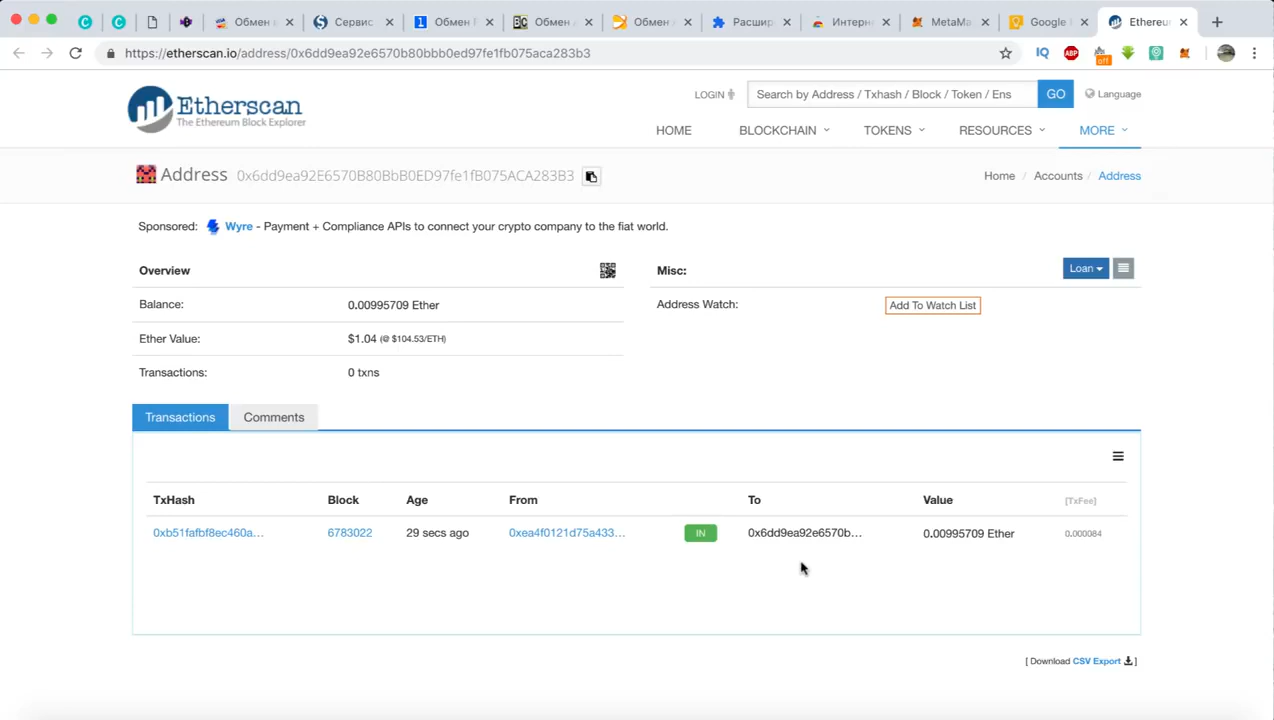 Обмен Сервис Обмен Обмен Обмен Расшир Интерн MetaMa Google Ethereu
https://etherscan.io/address/0x6dd9ea92e6570b80bbb0ed97fe1fb075aca283b3
IQ ABP off
Etherscan
The Ethereum Block Explorer
LOGIN Search by Address / Txhash / Block / Token / Ens GO Language
HOME BLOCKCHAIN TOKENS RESOURCES MORE
Address 0x6dd9ea92E6570B80BbB0ED97fe1fB075ACA283B3
Home / Accounts / Address
Sponsored: Wyre - Payment + Compliance APIs to connect your crypto company to the fiat world.
Overview
Balance: 0.00995709 Ether
Ether Value: $1.04 (@ $104.53/ETH)
Transactions: 0 txns
Misc: Loan
Address Watch: Add To Watch List
Transactions Comments
TxHash Block Age From To Value [TxFee]
0xb51fafbf8ec460a... 6783022 29 secs ago 0xea4f0121d75a433... IN 0x6dd9ea92e6570b... 0.00995709 Ether 0.000084
[ Download CSV Export ]